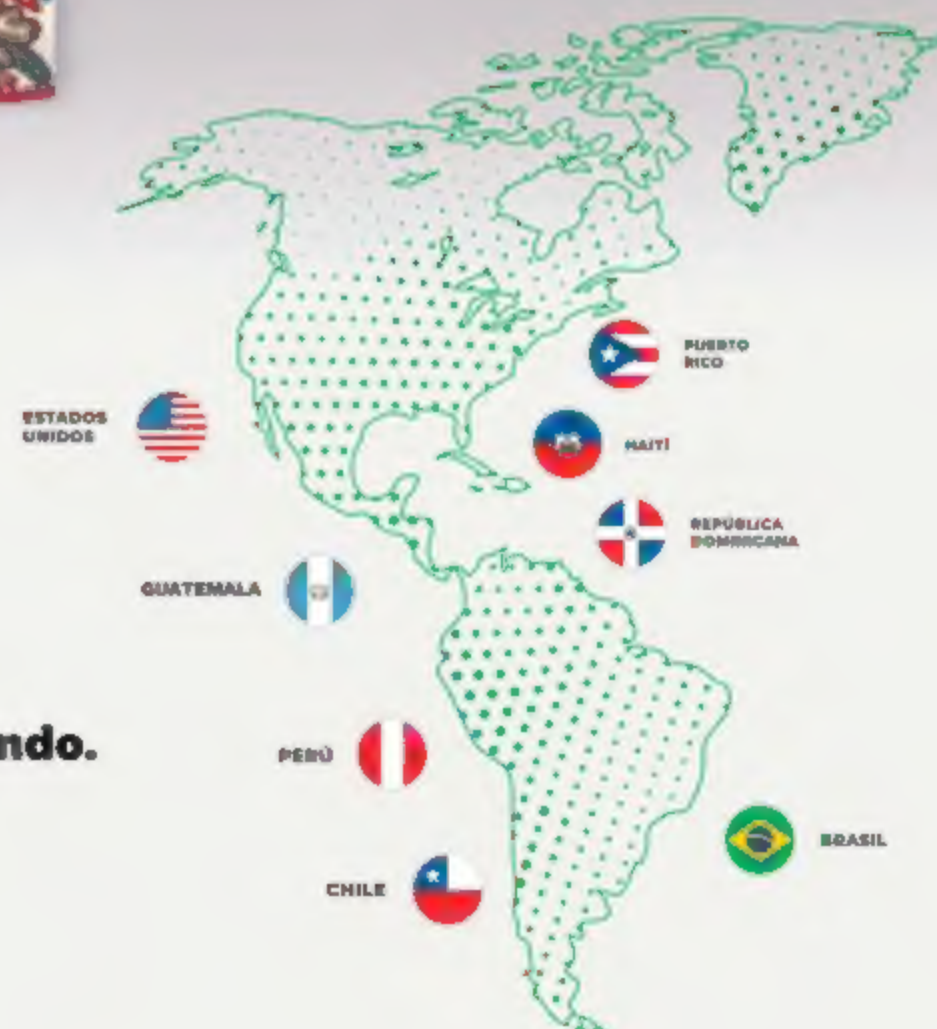 PUERTO
RICO
ESTADOS
UNIDOS
HAITÍ
REPÚBLICA
DOMINICANA
GUATEMALA
ndo.
PERÚ
BRASIL
CHILE